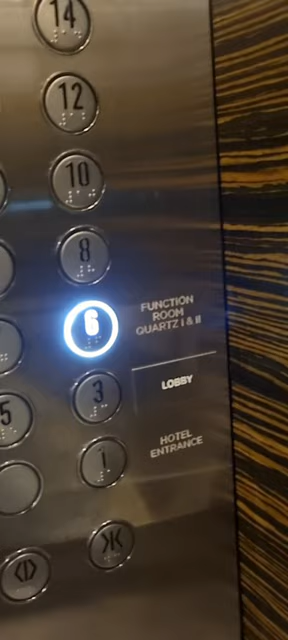 14
12
10
8
6
FUNCTION
ROOM
QUARTZ I & II
3
LOBBY
5
1
HOTEL
ENTRANCE